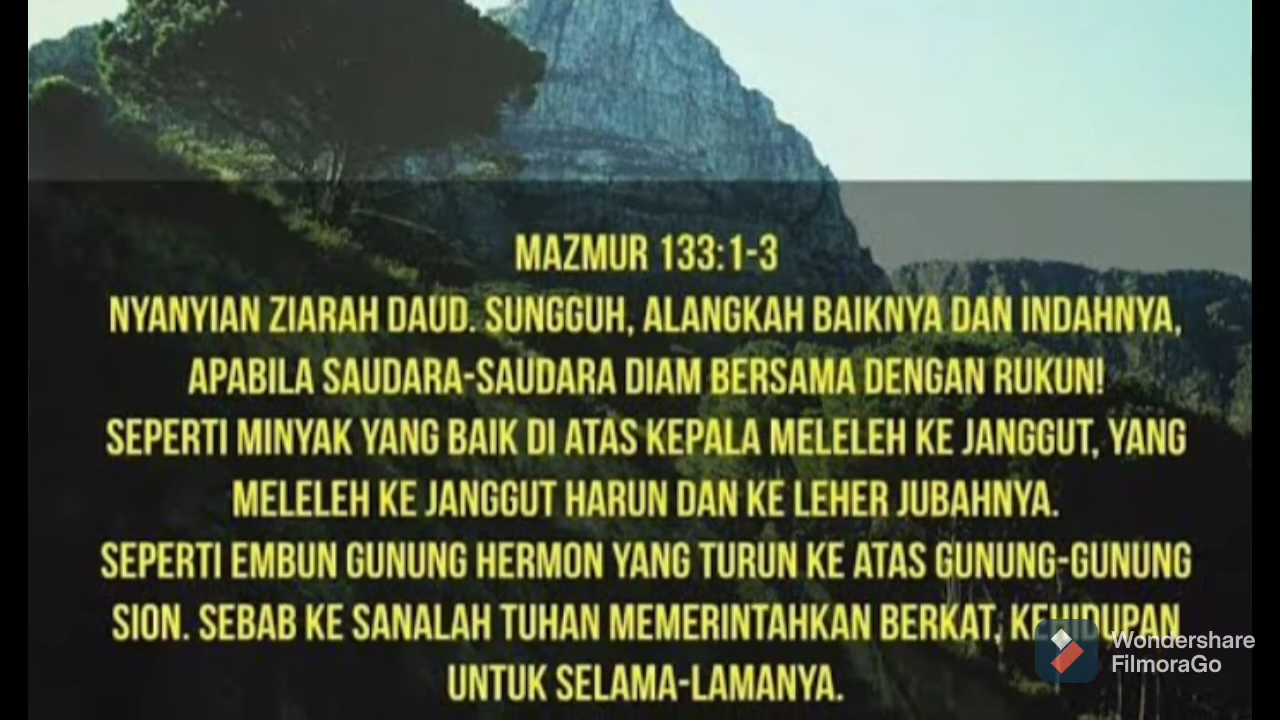 MAZMUR 133:1-3
NYANYIAN ZIARAH DAUD. SUNGGUH, ALANGKAH BAIKNYA DAN INDAHNYA,
APABILA SAUDARA-SAUDARA DIAM BERSAMA DENGAN RUKUN!
SEPERTI MINYAK YANG BAIK DI ATAS KEPALA MELELEH KE JANGGUT, YANG
MELELEH KE JANGGUT HARUN DAN KE LEHER JUBAHNYA.
SEPERTI EMBUN GUNUNG HERMON YANG TURUN KE ATAS GUNUNG-GUNUNG
SION. SEBAB KE SANALAH TUHAN MEMERINTAHKAN BERKAT, KEHIDUPAN
UNTUK SELAMA-LAMANYA.
Wondershare
FilmoraGo